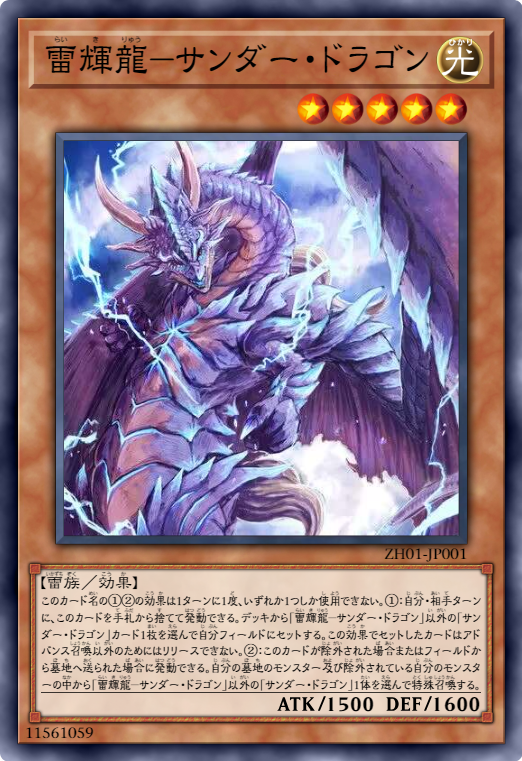 雷輝龍－サンダー・ドラゴン
光
ZH01-JP001
【雷族／効果】
このカード名の①②の効果は1ターンに1度、いずれか1つしか使用できない。①:自分・相手ターン
に、このカードを手札から捨てて発動できる。デッキから「雷輝龍－サンダー・ドラゴン」以外の「サン
ダー・ドラゴン」カード1枚を選んで自分フィールドにセットする。この効果でセットしたカードはアド
バンス召喚以外のためにはリリースできない。②:このカードが除外された場合またはフィールドか
ら墓地へ送られた場合に発動できる。自分の墓地のモンスター及び除外されている自分のモンスタ
ーの中から「雷輝龍－サンダー・ドラゴン」以外の「サンダー・ドラゴン」1体を選んで特殊召喚する。
ATK/1500 DEF/1600
11561059